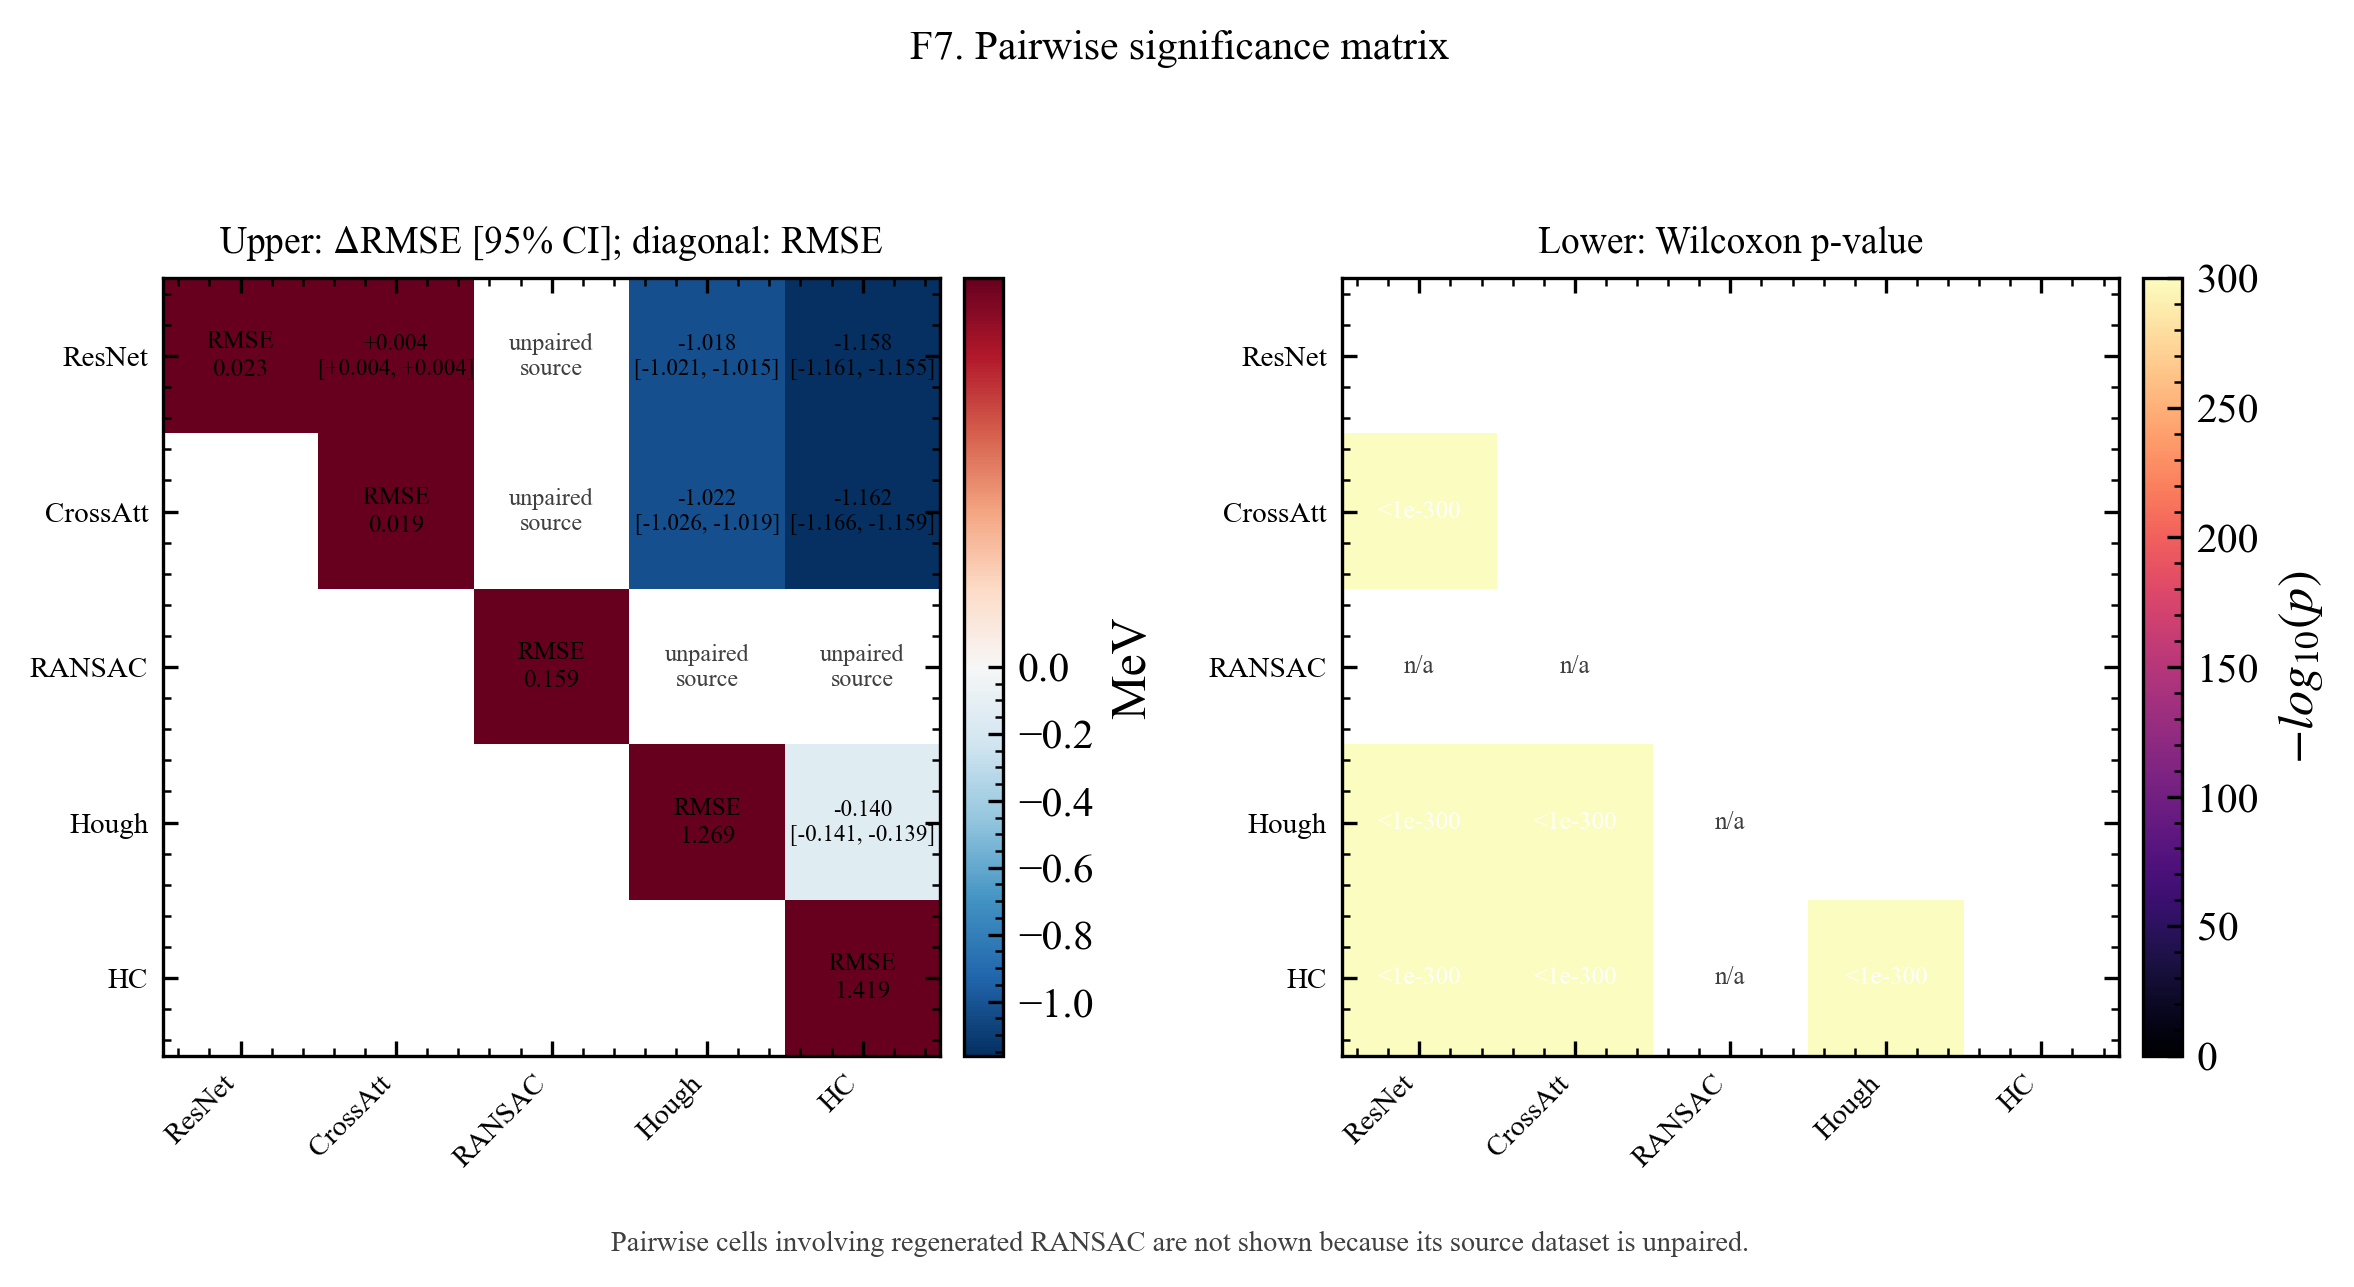 F7. Pairwise significance matrix
Upper: ΔRMSE [95% CI]; diagonal: RMSE
ResNet
CrossAtt
RANSAC
Hough
HC
RMSE
0.023
+0.004
[+0.004, +0.004]
unpaired
source
-1.018
[-1.021, -1.015]
-1.158
[-1.161, -1.155]
RMSE
0.019
unpaired
source
-1.022
[-1.026, -1.019]
-1.162
[-1.166, -1.159]
RMSE
0.159
unpaired
source
unpaired
source
RMSE
1.269
-0.140
[-0.141, -0.139]
RMSE
1.419
ResNet
CrossAtt
RANSAC
Hough
HC
0.0
−0.2
−0.4
−0.6
−0.8
−1.0
MeV
Lower: Wilcoxon p-value
ResNet
CrossAtt
RANSAC
Hough
HC
<1e-300
n/a
n/a
<1e-300
<1e-300
n/a
<1e-300
<1e-300
n/a
<1e-300
ResNet
CrossAtt
RANSAC
Hough
HC
300
250
200
150
100
50
0
−log10(p)
Pairwise cells involving regenerated RANSAC are not shown because its source dataset is unpaired.